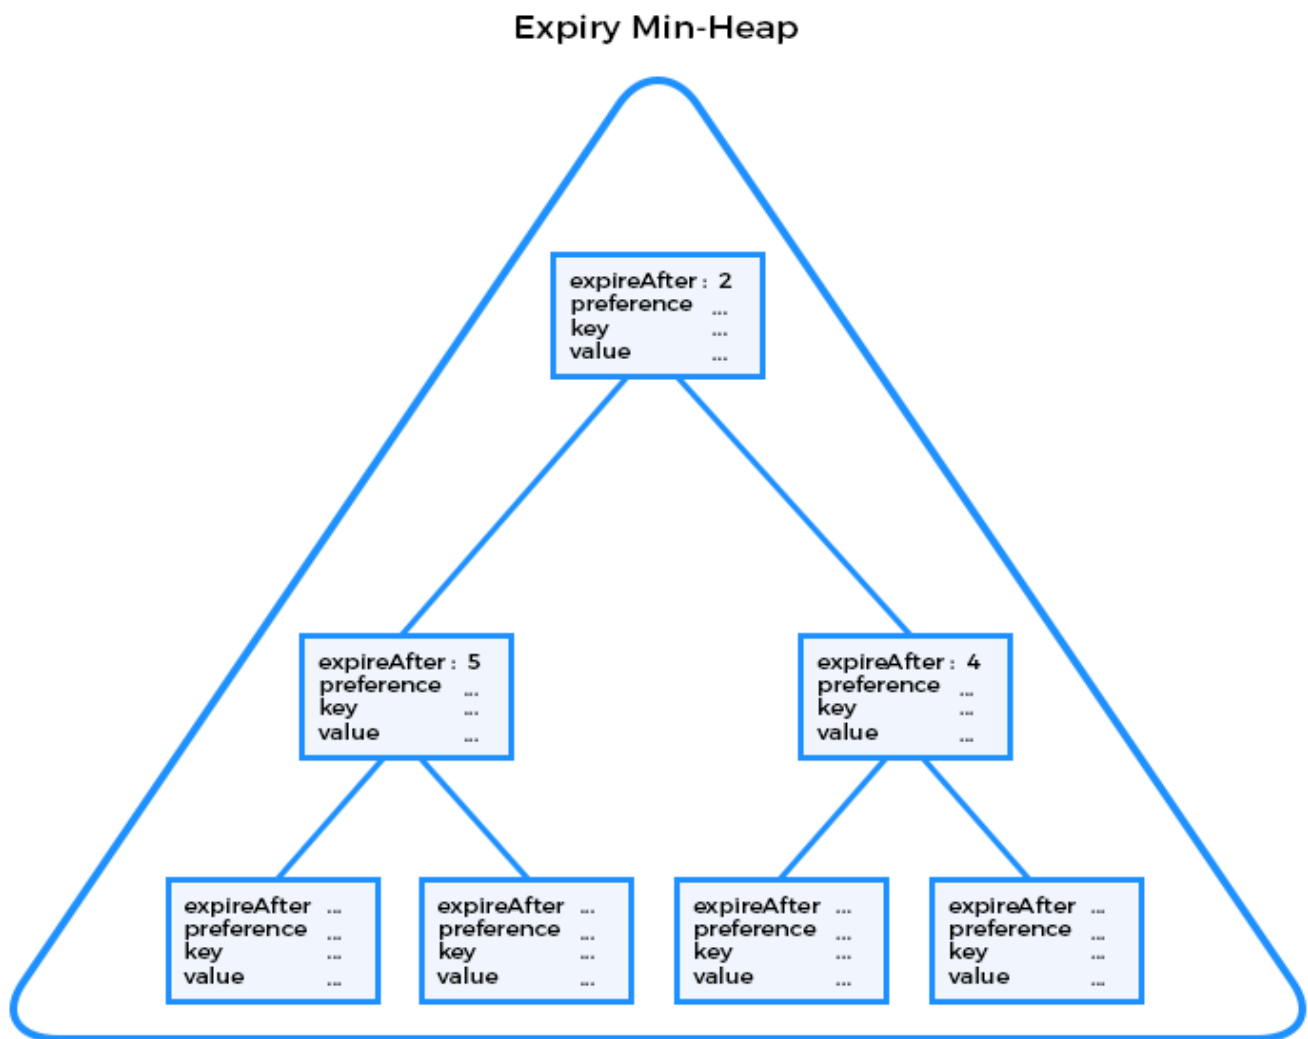 Expiry Min-Heap
expireAfter : 2
preference ...
key ...
value ...
expireAfter : 5
preference ...
key ...
value ...
expireAfter : 4
preference ...
key ...
value ...
expireAfter ...
preference ...
key ...
value ...
expireAfter ...
preference ...
key ...
value ...
expireAfter ...
preference ...
key ...
value ...
expireAfter ...
preference ...
key ...
value ...